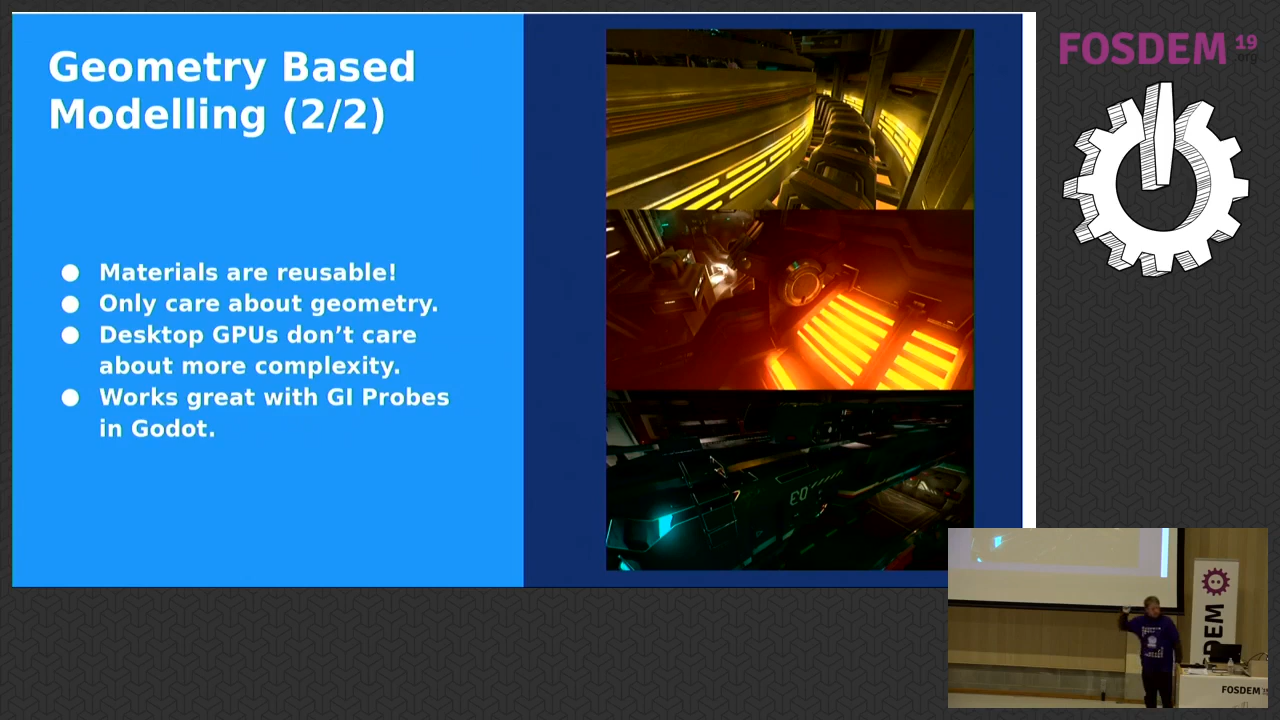 Geometry Based
Modelling (2/2)
● Materials are reusable!
● Only care about geometry.
● Desktop GPUs don’t care
about more complexity.
● Works great with GI Probes
in Godot.
03
FOSDEM 19
.org
DEM
FOSDEM